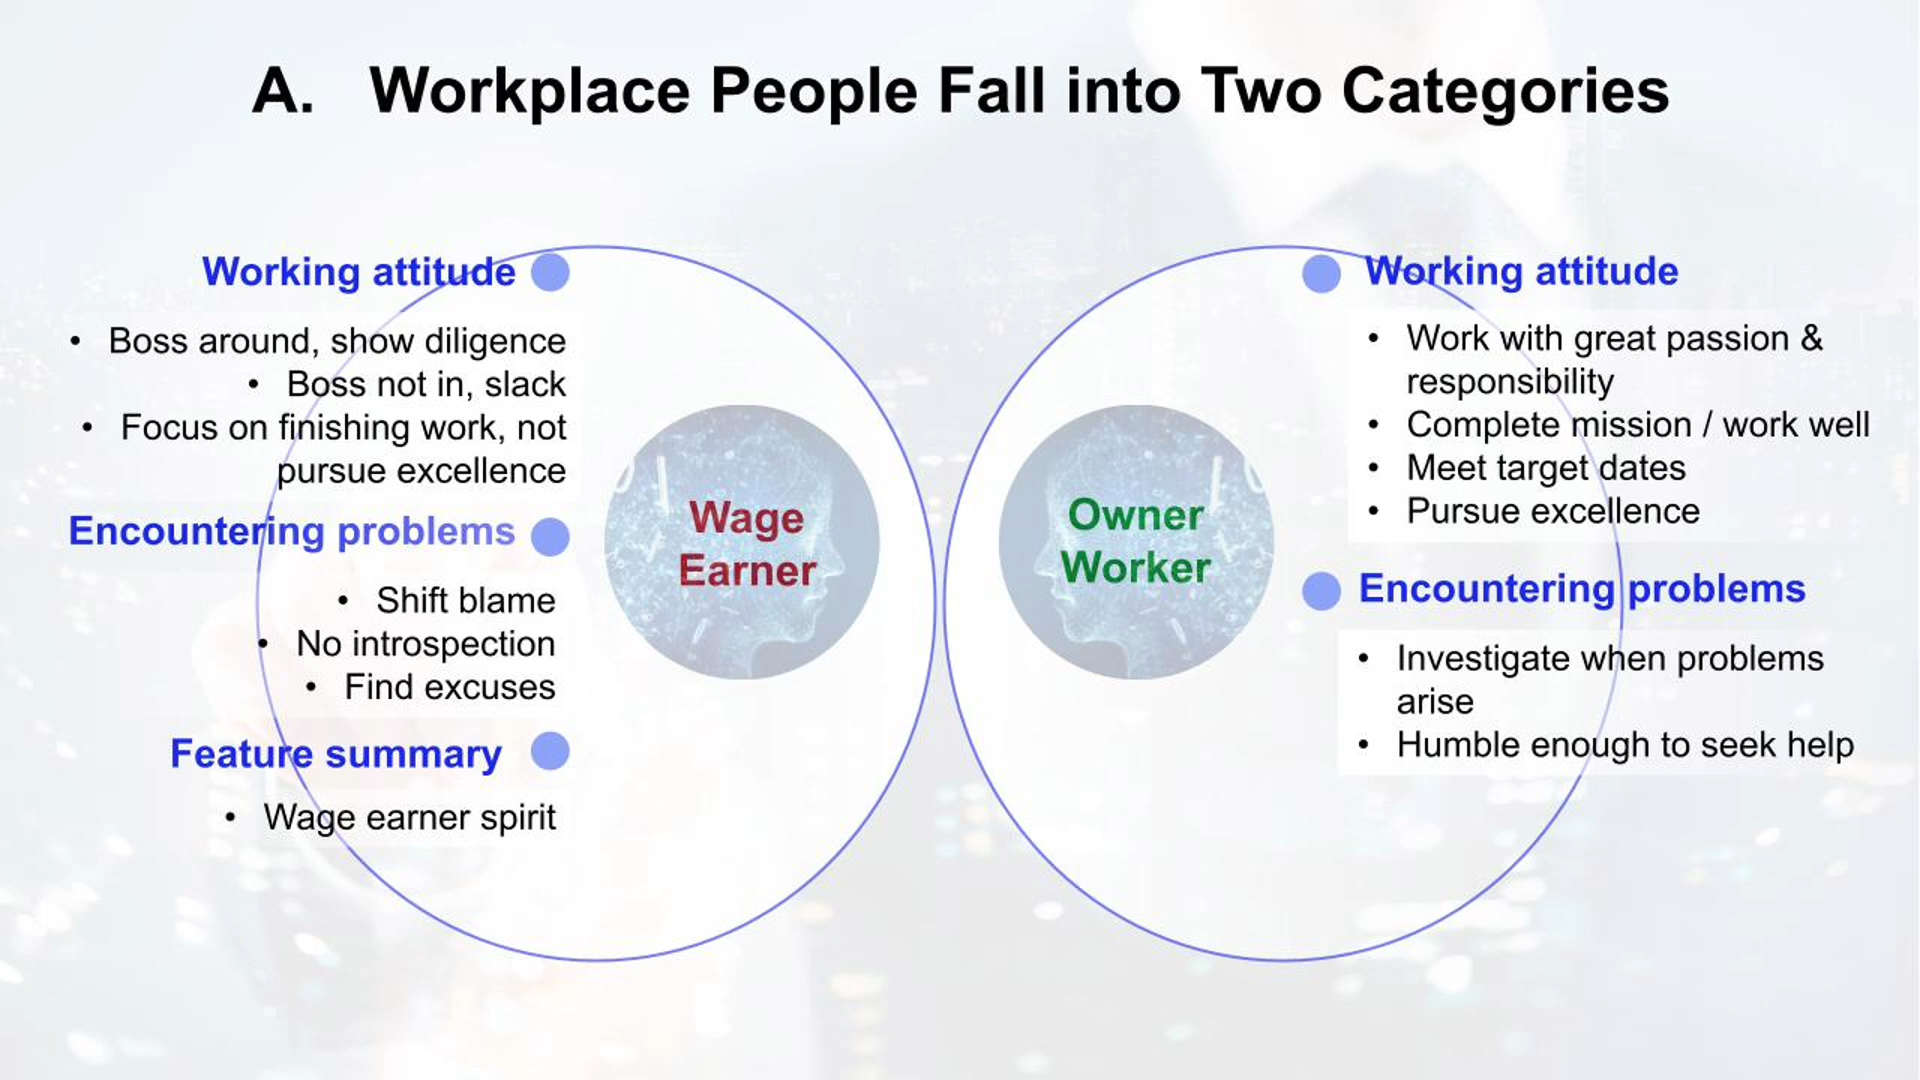 A. Workplace People Fall into Two Categories
Working attitude
• Boss around, show diligence
• Boss not in, slack
• Focus on finishing work, not
pursue excellence
Encountering problems
• Shift blame
• No introspection
• Find excuses
Feature summary
• Wage earner spirit
Wage
Earner
Owner
Worker
Working attitude
• Work with great passion &
responsibility
• Complete mission / work well
• Meet target dates
• Pursue excellence
Encountering problems
• Investigate when problems
arise
• Humble enough to seek help